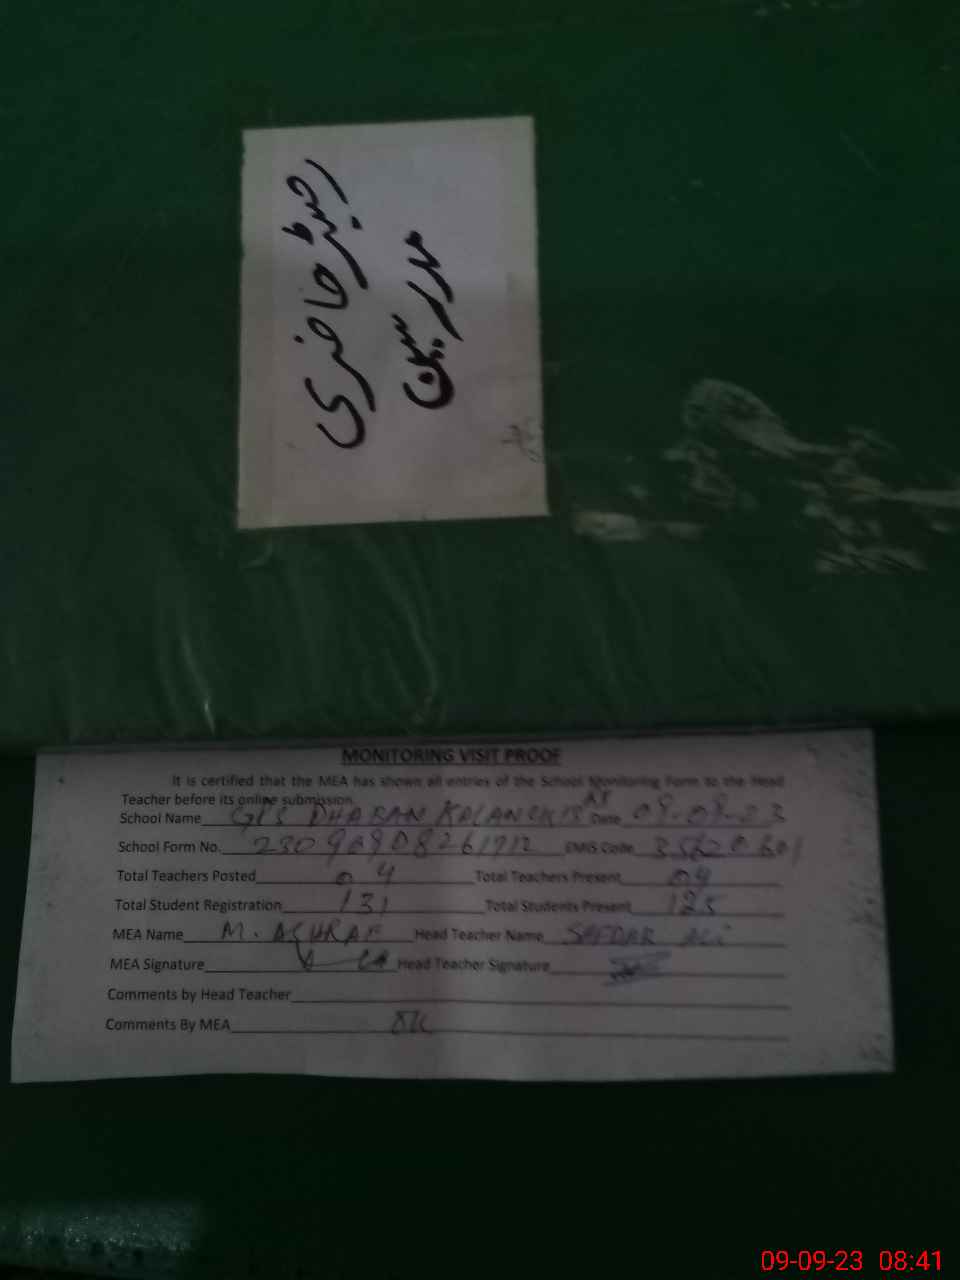 رجسٹر حاضری
مدرسین
MONITORING VISIT PROOF
It is certified that the MEA has shown all entries of the School Monitoring Form to the Head
Teacher before its online submission.
School Name GPS DHARAN KALAN Date 09-09-23
School Form No. EMIS Code 35620601
Total Teachers Posted 04 Total Teachers Present 04
Total Student Registration 131 Total Students Present 125
MEA Name M. ASHRAF Head Teacher Name SAFDAR ALI
MEA Signature Head Teacher Signature
Comments by Head Teacher
Comments By MEA OK
09-09-23 08:41